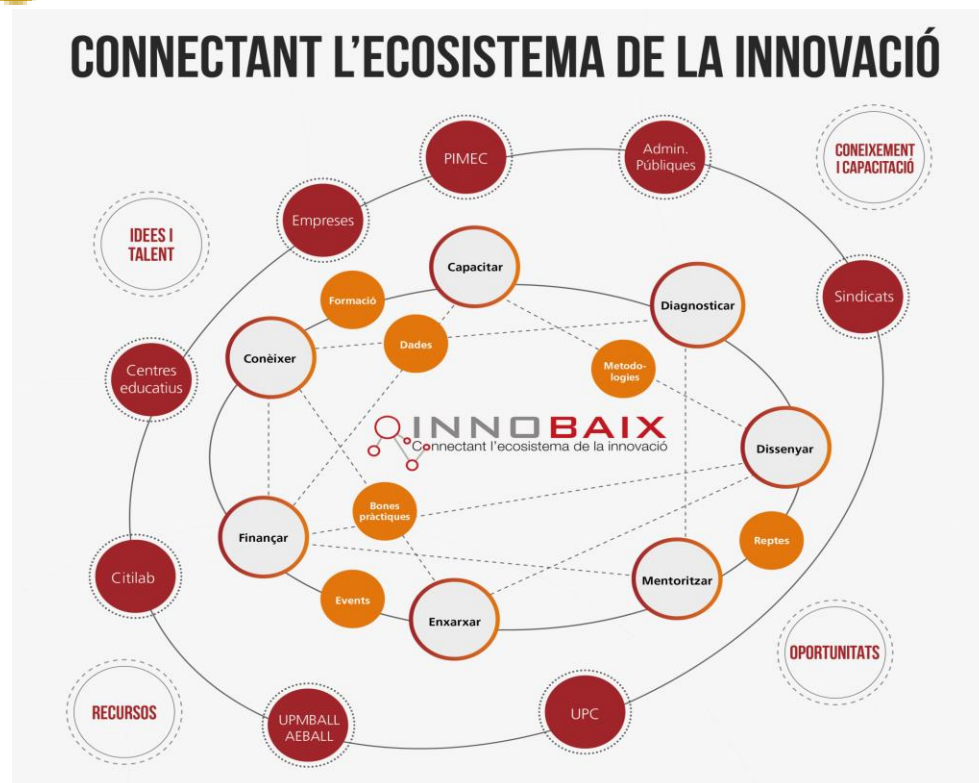 CONNECTANT L'ECOSISTEMA DE LA INNOVACIÓ
PIMEC
Admin.
Públiques
CONEIXEMENT
I CAPACITACIÓ
Empreses
IDEES I
TALENT
Capacitar
Sindicats
Formació
Diagnosticar
Dades
Conèixer
Metodo-
logies
Centres
educatius
INNOBAIX
Connectant l'ecosistema de la innovació
Dissenyar
Bones
pràctiques
Finançar
Reptes
Citilab
Mentoritzar
Events
Enxarxar
OPORTUNITATS
RECURSOS
UPMBALL
AEBALL
UPC